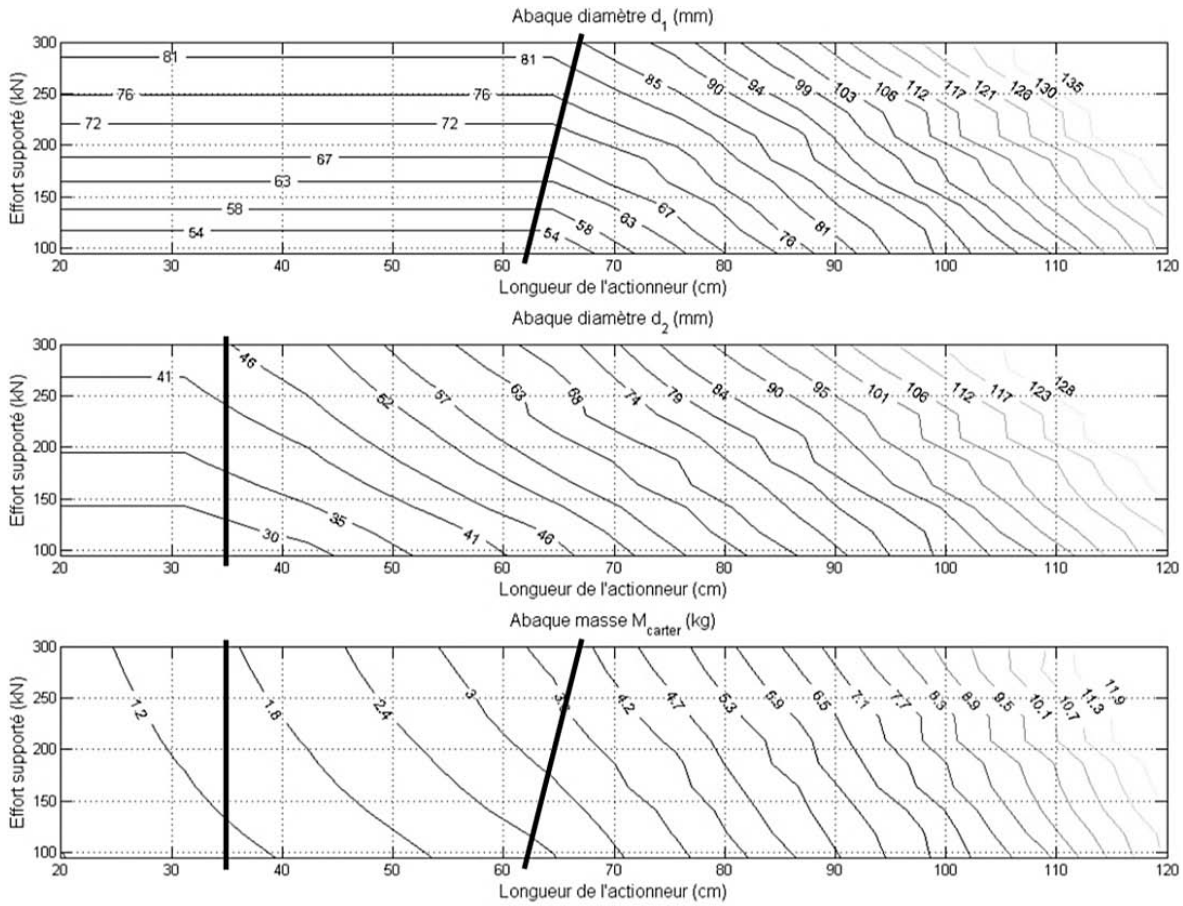 Abaque diamètre d1 (mm)
Effort supporté (kN)
300
250
200
150
100
81 81
76 76
72 72
67
63
58
54
54 58 63 67 76 81
85 90 94 99 103 108 112 117 121 126 130 135
20 30 40 50 60 70 80 90 100 110 120
Longueur de l'actionneur (cm)
Abaque diamètre d2 (mm)
Effort supporté (kN)
300
250
200
150
100
41 46 52 57 63 68 74 79 84 90 95 101 106 112 117 123 128
30 35 41 46
20 30 40 50 60 70 80 90 100 110 120
Longueur de l'actionneur (cm)
Abaque masse Mcarter (kg)
Effort supporté (kN)
300
250
200
150
100
1.2 1.8 2.4 3 4.2 4.7 5.3 5.9 6.5 7.1 7.7 8.3 8.9 9.5 10.1 10.7 11.3 11.9
20 30 40 50 60 70 80 90 100 110 120
Longueur de l'actionneur (cm)